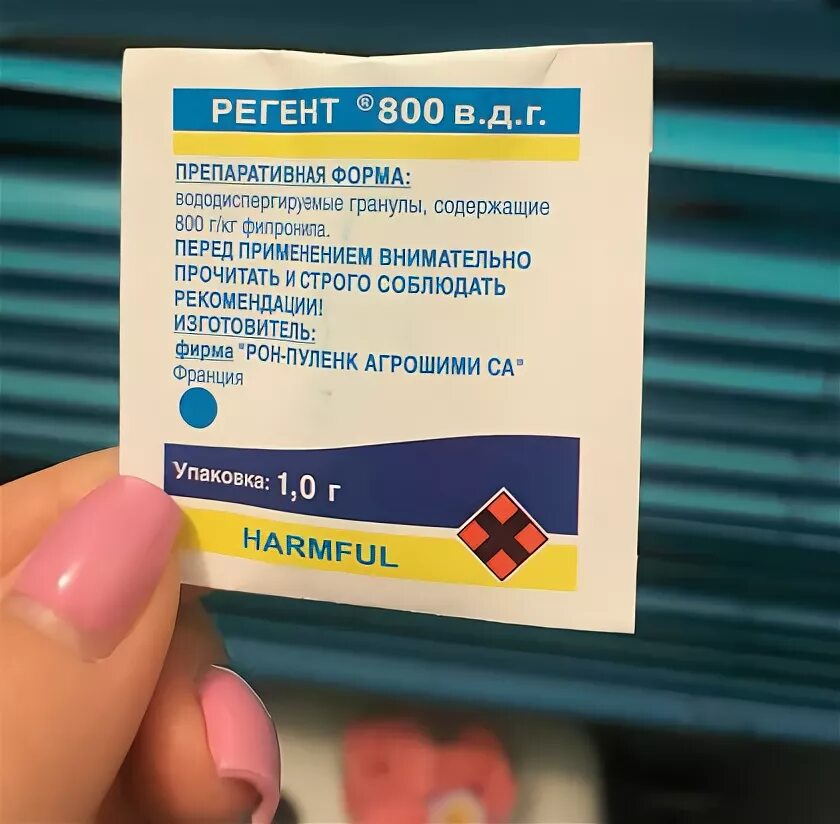 РЕГЕНТ ® 800 в.д.г.
ПРЕПАРАТИВНАЯ ФОРМА:
вододиспергируемые гранулы, содержащие
800 г/кг фипронила.
ПЕРЕД ПРИМЕНЕНИЕМ ВНИМАТЕЛЬНО
ПРОЧИТАТЬ И СТРОГО СОБЛЮДАТЬ
РЕКОМЕНДАЦИИ!
ИЗГОТОВИТЕЛЬ:
фирма "РОН-ПУЛЕНК АГРОШИМИ СА"
Франция
Упаковка: 1,0 г
HARMFUL